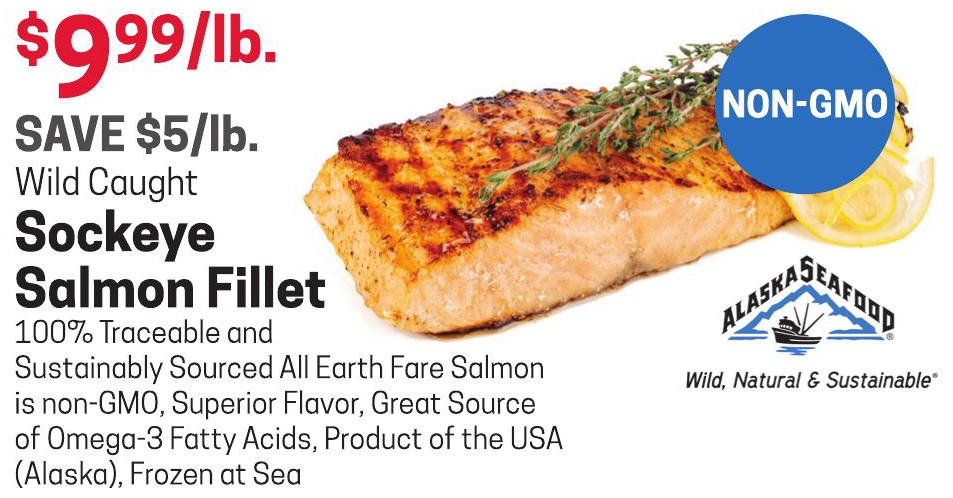 $9.99/lb.
SAVE $5/lb.
Wild Caught
Sockeye
Salmon Fillet
100% Traceable and
Sustainably Sourced All Earth Fare Salmon
is non-GMO, Superior Flavor, Great Source
of Omega-3 Fatty Acids, Product of the USA
(Alaska), Frozen at Sea
NON-GMO
ALASKA SEAFOOD®
Wild, Natural & Sustainable®